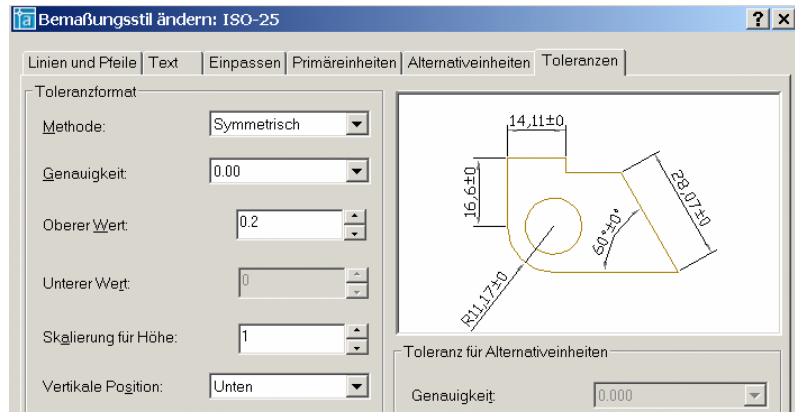 Bemaßungsstil ändern: ISO-25
Linien und Pfeile Text Einpassen Primäreinheiten Alternativeinheiten Toleranzen
Toleranzformat
Methode: Symmetrisch
Genauigkeit: 0.00
Oberer Wert: 0.2
Unterer Wert: 0
Skalierung für Höhe: 1
Vertikale Position: Unten
14,11±0
16,6±0
28,07±0
60°±0°
R11,17±0
Toleranz für Alternativeinheiten
Genauigkeit: 0.000